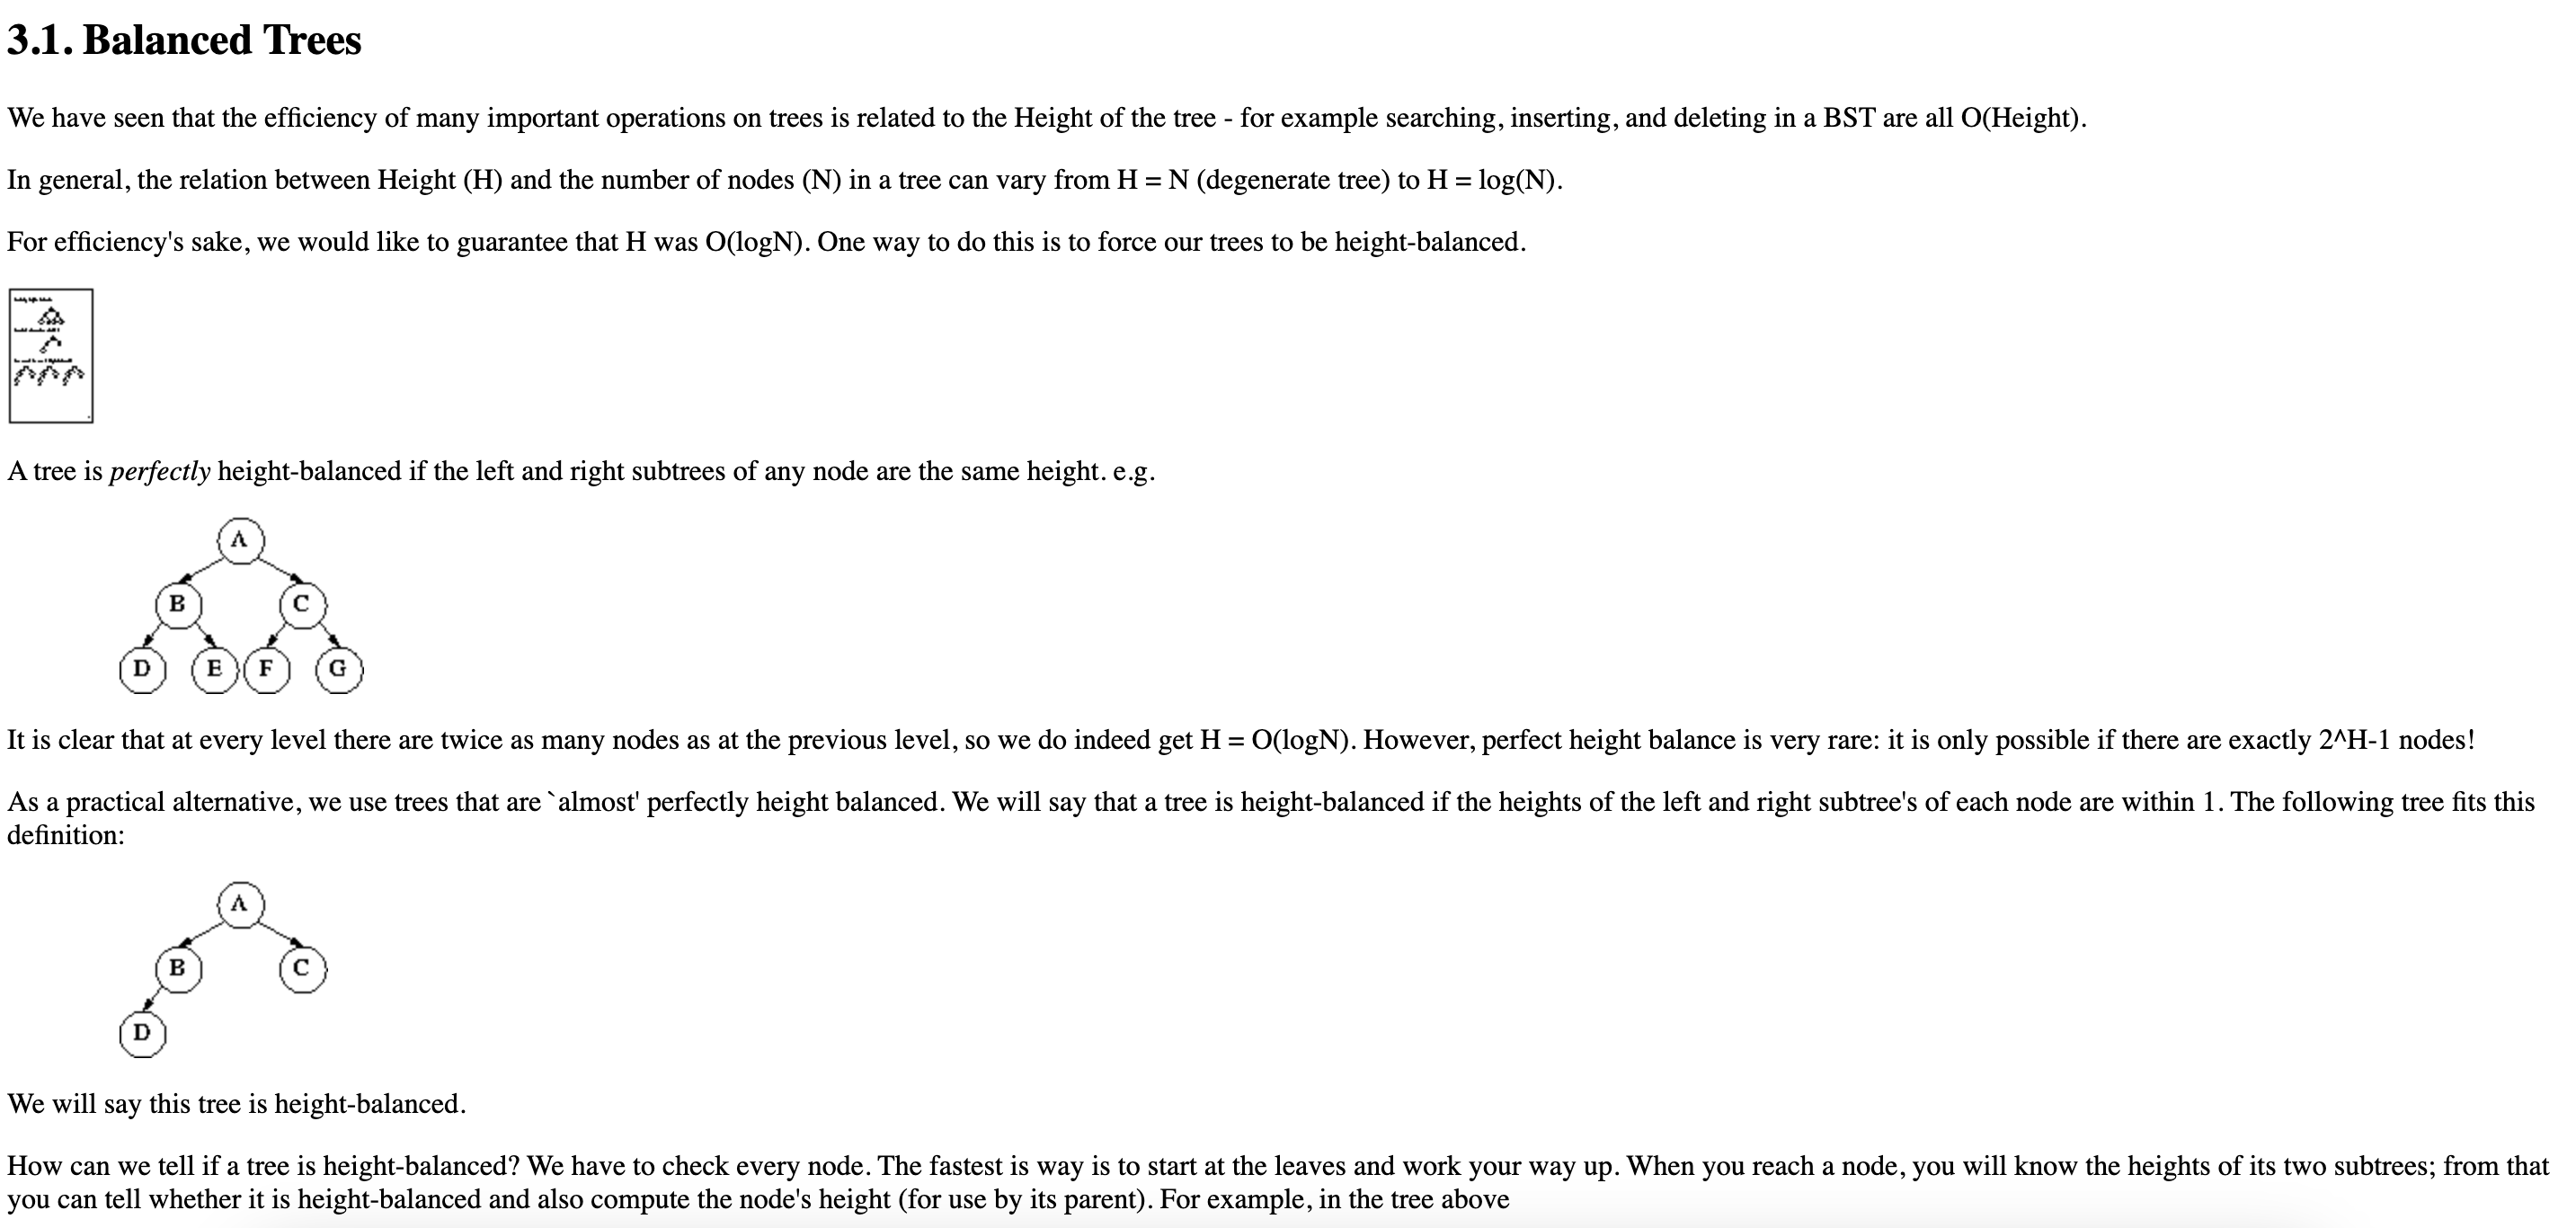 3.1. Balanced Trees
We have seen that the efficiency of many important operations on trees is related to the Height of the tree - for example searching, inserting, and deleting in a BST are all O(Height).
In general, the relation between Height (H) and the number of nodes (N) in a tree can vary from H = N (degenerate tree) to H = log(N).
For efficiency's sake, we would like to guarantee that H was O(logN). One way to do this is to force our trees to be height-balanced.
A tree is perfectly height-balanced if the left and right subtrees of any node are the same height. e.g.
A
B C
D E F G
It is clear that at every level there are twice as many nodes as at the previous level, so we do indeed get H = O(logN). However, perfect height balance is very rare: it is only possible if there are exactly 2^H-1 nodes!
As a practical alternative, we use trees that are `almost' perfectly height balanced. We will say that a tree is height-balanced if the heights of the left and right subtree's of each node are within 1. The following tree fits this
definition:
A
B C
D
We will say this tree is height-balanced.
How can we tell if a tree is height-balanced? We have to check every node. The fastest is way is to start at the leaves and work your way up. When you reach a node, you will know the heights of its two subtrees; from that
you can tell whether it is height-balanced and also compute the node's height (for use by its parent). For example, in the tree above